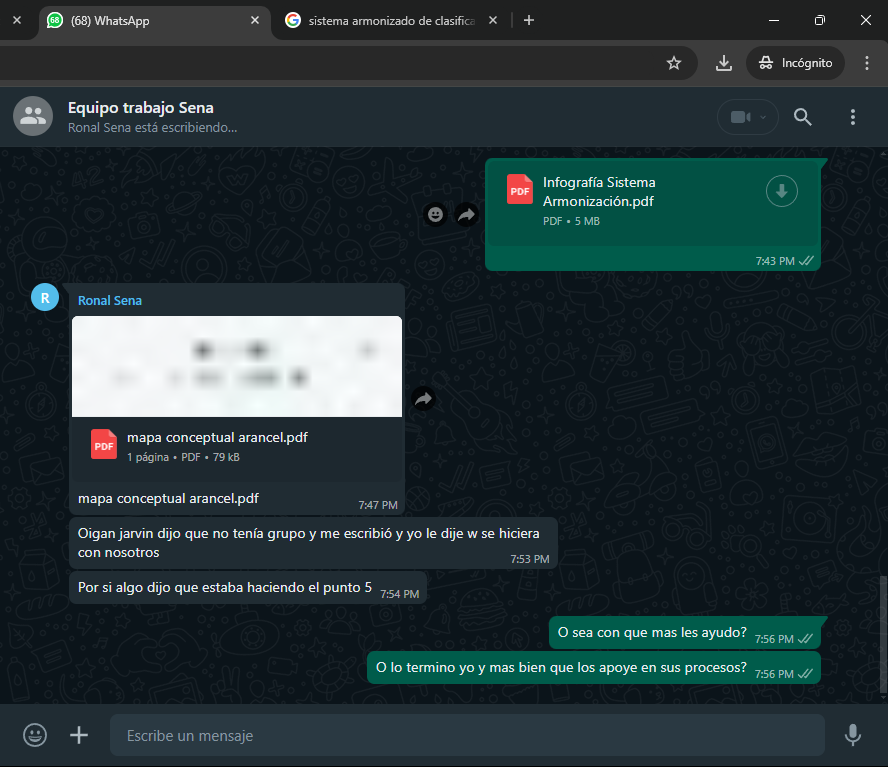 (68) WhatsApp
sistema armonizado de clasifica
Incógnito
Equipo trabajo Sena
Ronal Sena está escribiendo...
PDF
Infografía Sistema
Armonización.pdf
PDF • 5 MB
7:43 PM
R
Ronal Sena
PDF
mapa conceptual arancel.pdf
1 página • PDF • 79 kB
mapa conceptual arancel.pdf
7:47 PM
Oigan jarvin dijo que no tenía grupo y me escribió y yo le dije w se hiciera
con nosotros
7:53 PM
Por si algo dijo que estaba haciendo el punto 5
7:54 PM
O sea con que mas les ayudo?
7:56 PM
O lo termino yo y mas bien que los apoye en sus procesos?
7:56 PM
Escribe un mensaje